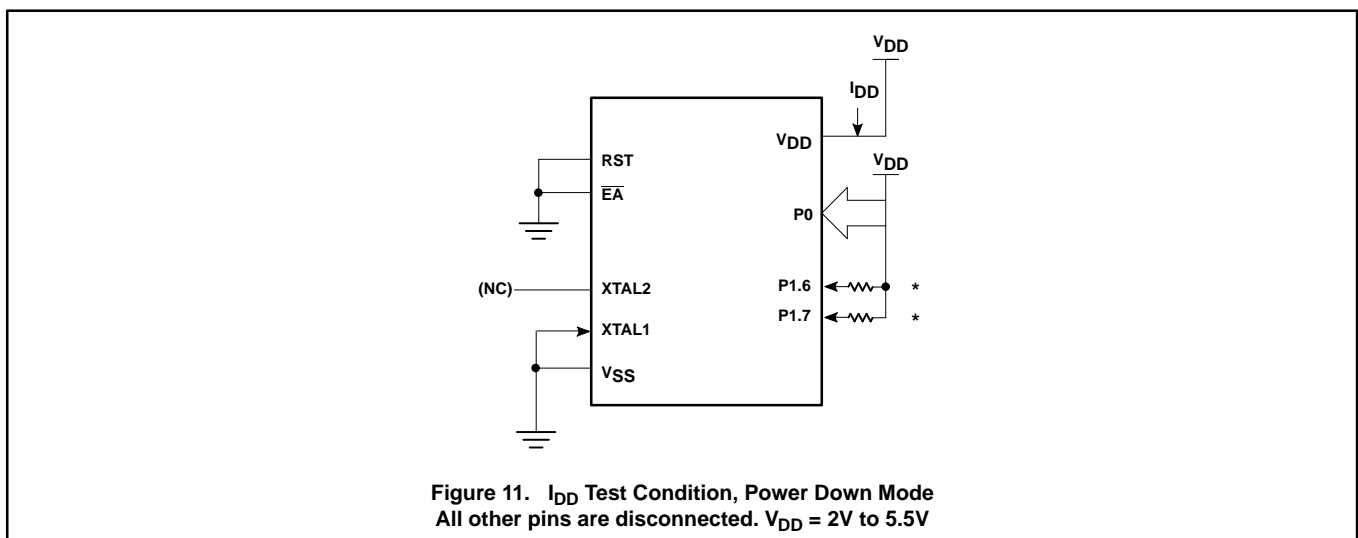 VDD
IDD
VDD
RST
VDD
EA
P0
(NC)
XTAL2
P1.6
*
P1.7
*
XTAL1
VSS
Figure 11. IDD Test Condition, Power Down Mode
All other pins are disconnected. VDD = 2V to 5.5V